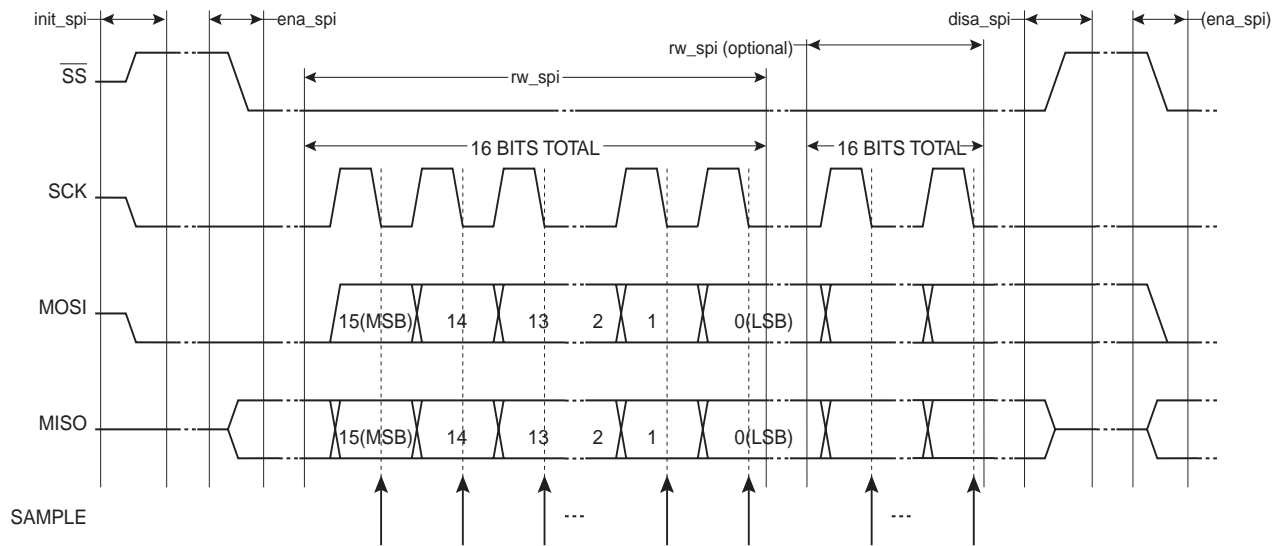 init_spi
ena_spi
disa_spi
(ena_spi)
rw_spi (optional)
SS
rw_spi
16 BITS TOTAL
16 BITS TOTAL
SCK
MOSI
15(MSB) 14 13 2 1 0(LSB)
MISO
15(MSB) 14 13 2 1 0(LSB)
SAMPLE